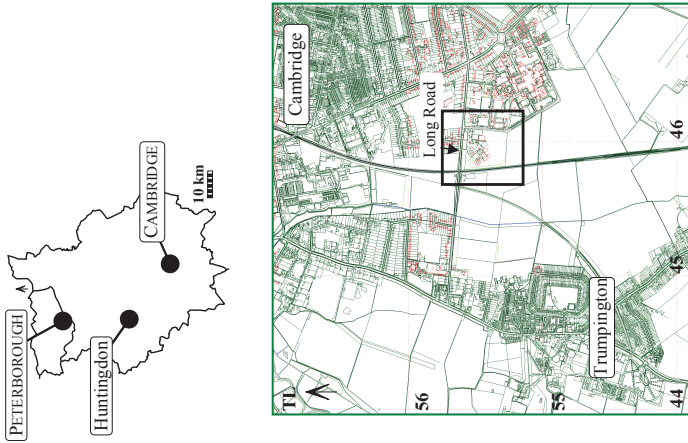 PETERBOROUGH
Huntingdon
CAMBRIDGE
10 km
TL
Cambridge
Long Road
Trumpington
56
55
44
45
46